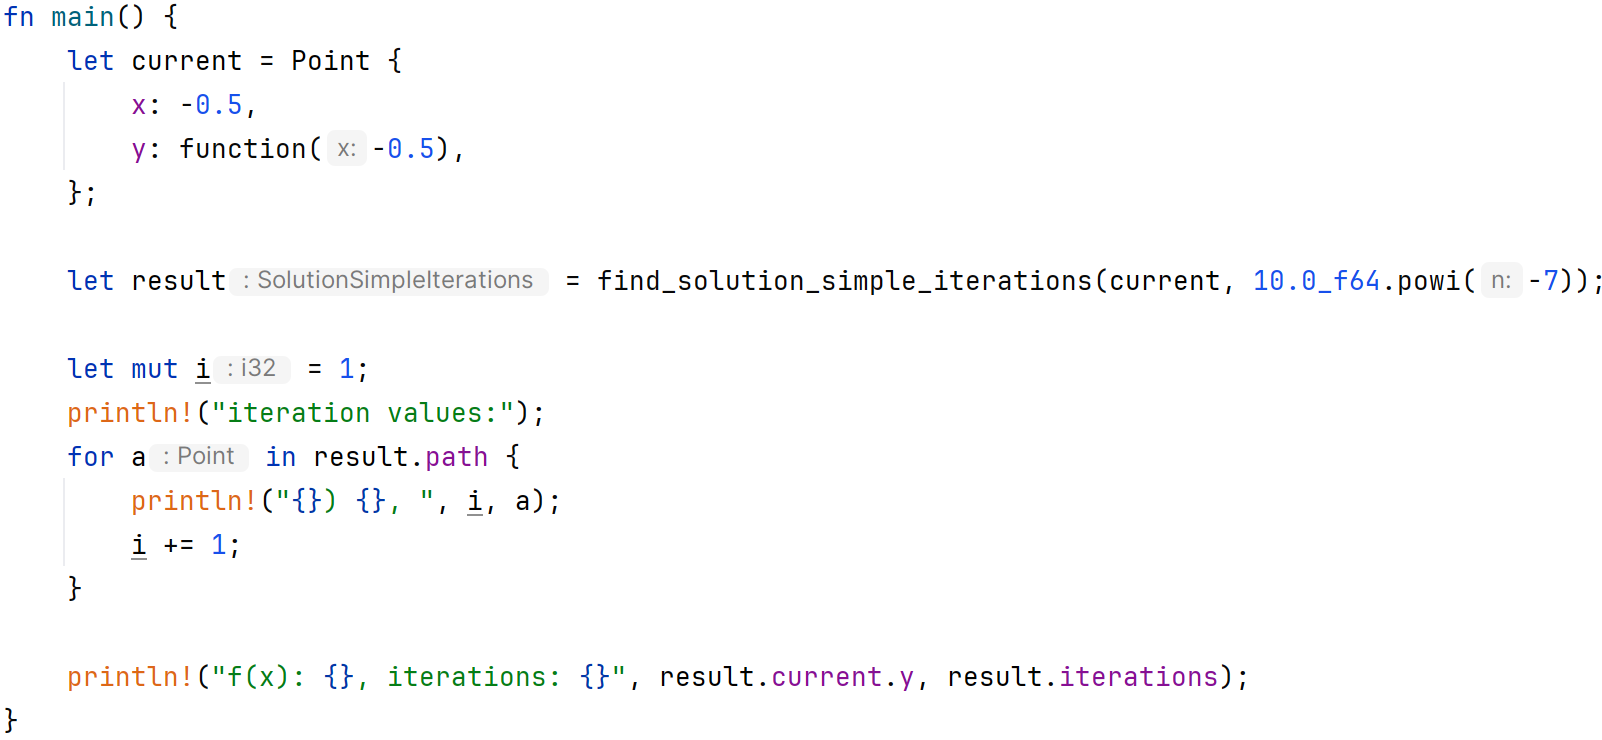 fn main() {
    let current = Point {
        x: -0.5,
        y: function( x: -0.5),
    };

    let result : SolutionSimpleIterations = find_solution_simple_iterations(current, 10.0_f64.powi( n: -7));

    let mut i : i32 = 1;
    println!("iteration values:");
    for a : Point in result.path {
        println!("{}) {}, ", i, a);
        i += 1;
    }

    println!("f(x): {}, iterations: {}", result.current.y, result.iterations);
}